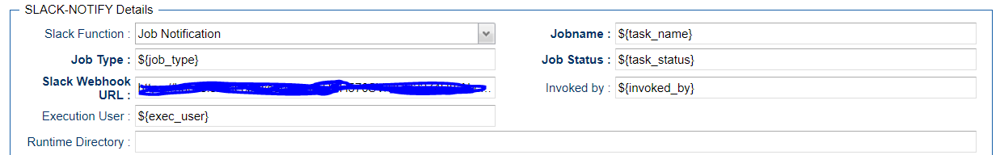 SLACK-NOTIFY Details
Slack Function : Job Notification Jobname : ${task_name}
Job Type : ${job_type} Job Status : ${task_status}
Slack Webhook
URL : Invoked by : ${invoked_by}
Execution User : ${exec_user}
Runtime Directory :